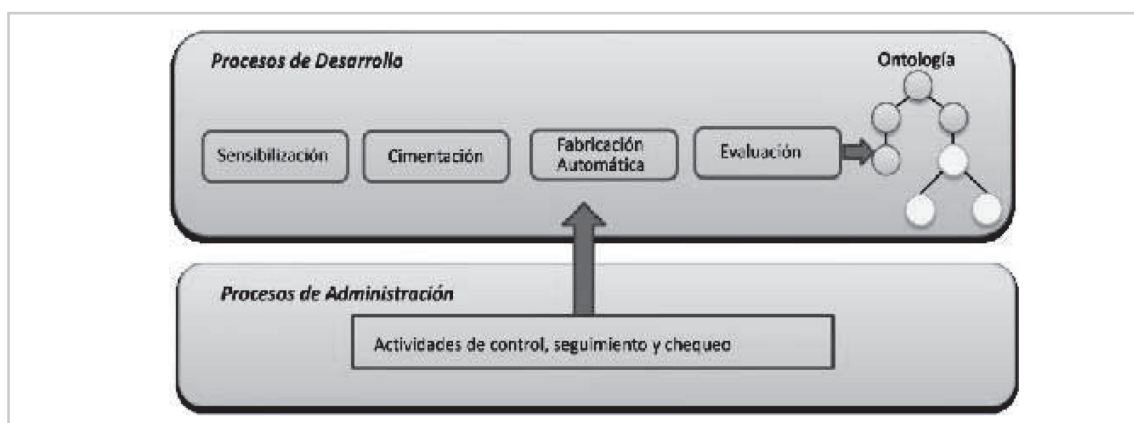 Procesos de Desarrollo
Ontología
Sensibilización
Cimentación
Fabricación
Automática
Evaluación
Procesos de Administración
Actividades de control, seguimiento y chequeo